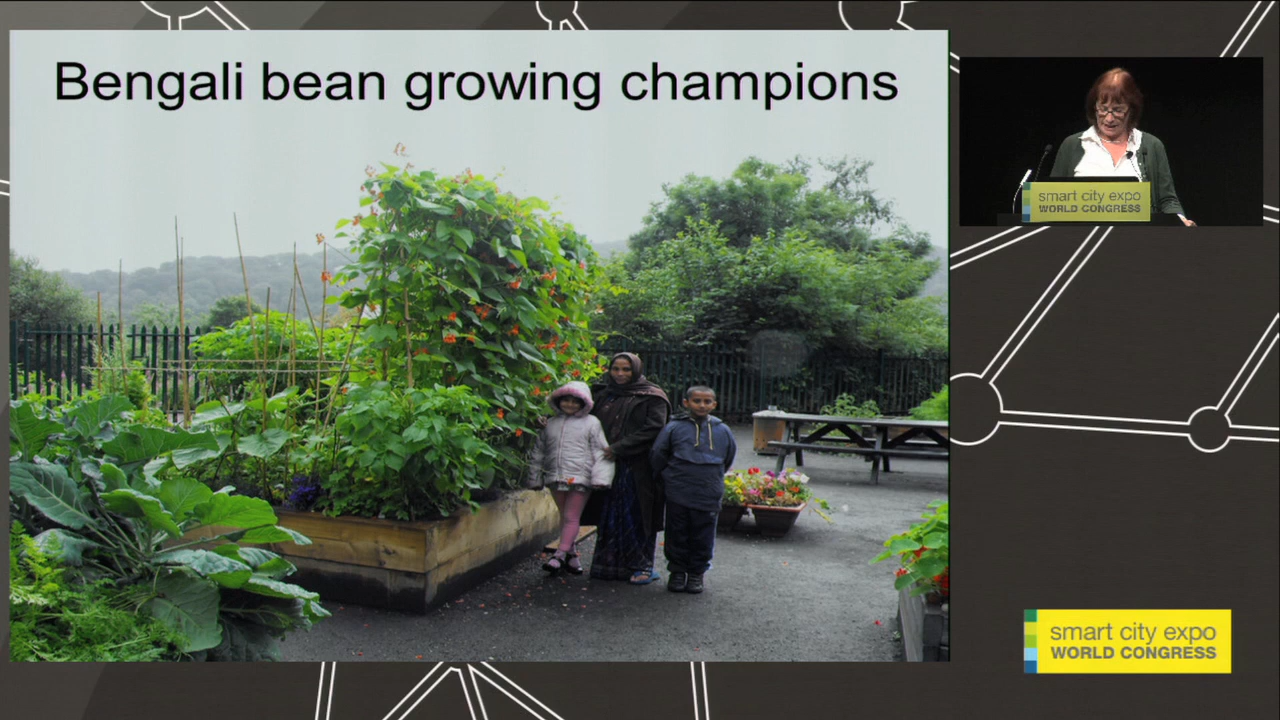 Bengali bean growing champions
smart city expo
WORLD CONGRESS
smart city expo
WORLD CONGRESS